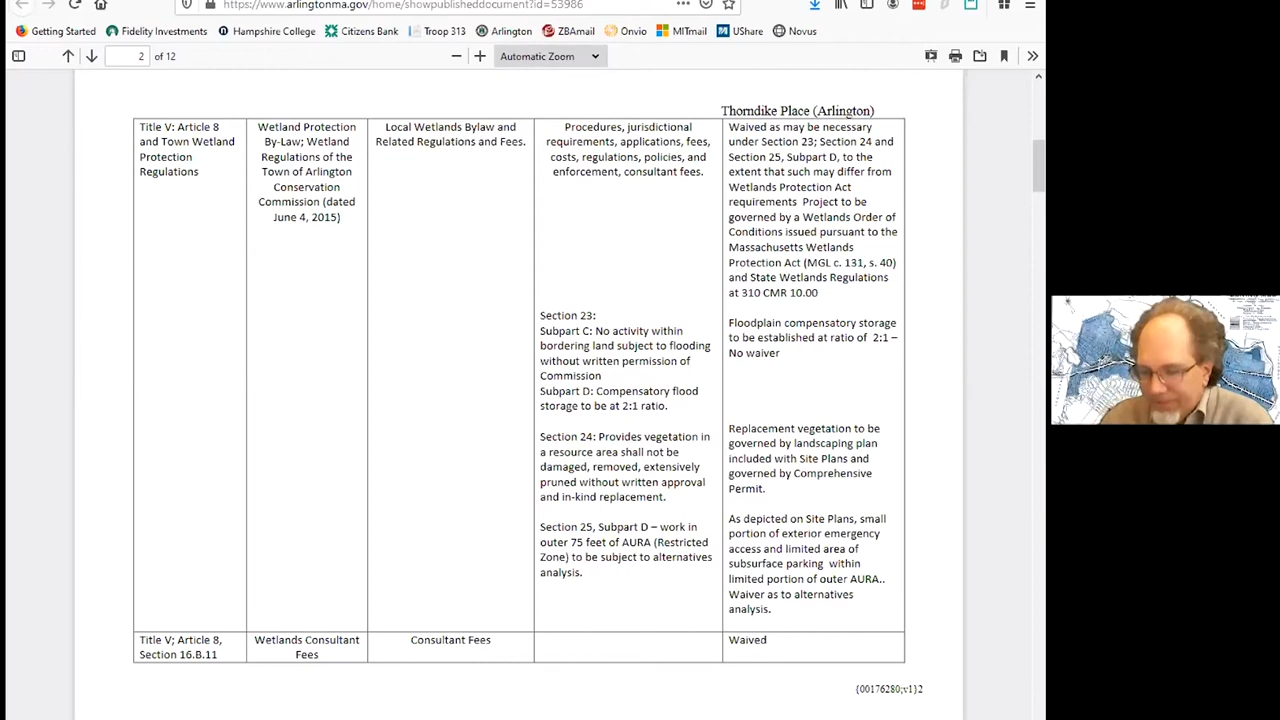 https://www.arlingtonma.gov/home/showpublisheddocument?id=53986
Getting Started
Fidelity Investments
Hampshire College
Citizens Bank
Troop 313
Arlington
ZBAmail
Onvio
MITmail
UShare
Novus
2 of 12
Automatic Zoom
Thorndike Place (Arlington)
Title V: Article 8
and Town Wetland
Protection
Regulations
Wetland Protection
By-Law; Wetland
Regulations of the
Town of Arlington
Conservation
Commission (dated
June 4, 2015)
Local Wetlands Bylaw and
Related Regulations and Fees.
Procedures, jurisdictional
requirements, applications, fees,
costs, regulations, policies, and
enforcement, consultant fees.
Section 23:
Subpart C: No activity within
bordering land subject to flooding
without written permission of
Commission
Subpart D: Compensatory flood
storage to be at 2:1 ratio.
Section 24: Provides vegetation in
a resource area shall not be
damaged, removed, extensively
pruned without written approval
and in-kind replacement.
Section 25, Subpart D – work in
outer 75 feet of AURA (Restricted
Zone) to be subject to alternatives
analysis.
Waived as may be necessary
under Section 23; Section 24 and
Section 25, Subpart D, to the
extent that such may differ from
Wetlands Protection Act
requirements Project to be
governed by a Wetlands Order of
Conditions issued pursuant to the
Massachusetts Wetlands
Protection Act (MGL c. 131, s. 40)
and State Wetlands Regulations
at 310 CMR 10.00
Floodplain compensatory storage
to be established at ratio of 2:1 –
No waiver
Replacement vegetation to be
governed by landscaping plan
included with Site Plans and
governed by Comprehensive
Permit.
As depicted on Site Plans, small
portion of exterior emergency
access and limited area of
subsurface parking within
limited portion of outer AURA..
Waiver as to alternatives
analysis.
Title V; Article 8,
Section 16.B.11
Wetlands Consultant
Fees
Consultant Fees
Waived
{00176280;v1}2